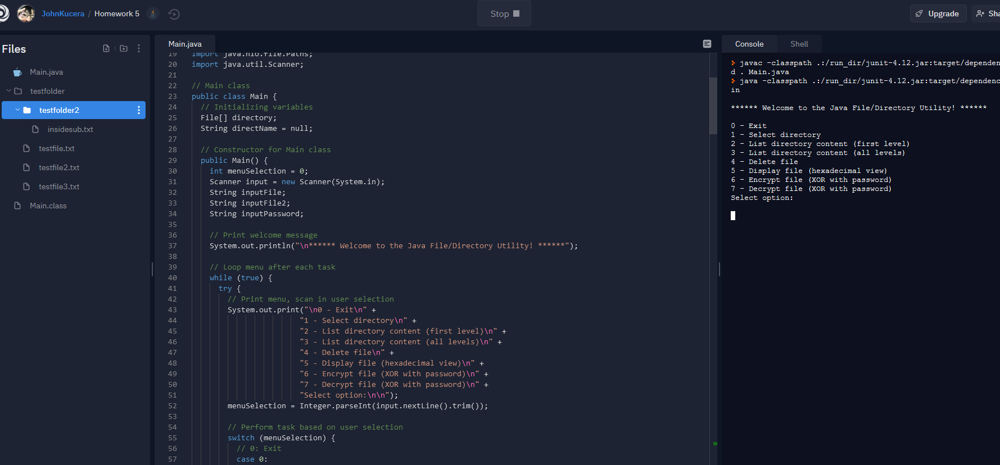 JohnKucera / Homework 5
Stop
Upgrade
Sha
Files
Main.java
testfolder
testfolder2
insidesub.txt
testfile.txt
testfile2.txt
testfile3.txt
Main.class
Main.java
19 import java.nio.file.Paths;
20 import java.util.Scanner;
21
22 // Main class
23 public class Main {
24 // Initializing variables
25 File[] directory;
26 String directName = null;
27
28 // Constructor for Main class
29 public Main() {
30 int menuSelection = 0;
31 Scanner input = new Scanner(System.in);
32 String inputFile;
33 String inputFile2;
34 String inputPassword;
35
36 // Print welcome message
37 System.out.println("\n****** Welcome to the Java File/Directory Utility! ******");
38
39 // Loop menu after each task
40 while (true) {
41 try {
42 // Print menu, scan in user selection
43 System.out.print("\n0 - Exit\n" +
44 "1 - Select directory\n" +
45 "2 - List directory content (first level)\n" +
46 "3 - List directory content (all levels)\n" +
47 "4 - Delete file\n" +
48 "5 - Display file (hexadecimal view)\n" +
49 "6 - Encrypt file (XOR with password)\n" +
50 "7 - Decrypt file (XOR with password)\n" +
51 "Select option:\n\n");
52 menuSelection = Integer.parseInt(input.nextLine().trim());
53
54 // Perform task based on user selection
55 switch (menuSelection) {
56 // 0: Exit
57 case 0:
Console Shell
javac -classpath .:/run_dir/junit-4.12.jar:target/dependen
d . Main.java
java -classpath .:/run_dir/junit-4.12.jar:target/dependenc
in
****** Welcome to the Java File/Directory Utility! ******
0 - Exit
1 - Select directory
2 - List directory content (first level)
3 - List directory content (all levels)
4 - Delete file
5 - Display file (hexadecimal view)
6 - Encrypt file (XOR with password)
7 - Decrypt file (XOR with password)
Select option: